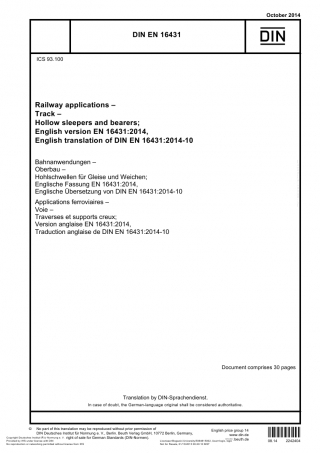 October 2014
DIN EN 16431
DIN
ICS 93.100
Railway applications –
Track –
Hollow sleepers and bearers;
English version EN 16431:2014,
English translation of DIN EN 16431:2014-10
Bahnanwendungen –
Oberbau –
Hohlschwellen für Gleise und Weichen;
Englische Fassung EN 16431:2014,
Englische Übersetzung von DIN EN 16431:2014-10
Applications ferroviaires –
Voie –
Traverses et supports creux;
Version anglaise EN 16431:2014,
Traduction anglaise de DIN EN 16431:2014-10
Document comprises 30 pages
Translation by DIN-Sprachendienst.
In case of doubt, the German-language original shall be considered authoritative.
No part of this translation may be reproduced without prior permission of
DIN Deutsches Institut für Normung e. V., Berlin. Beuth Verlag GmbH, 10772 Berlin, Germany,
right of sale for German Standards (DIN-Normen).
English price group 14
www.din.de
www.beuth.de